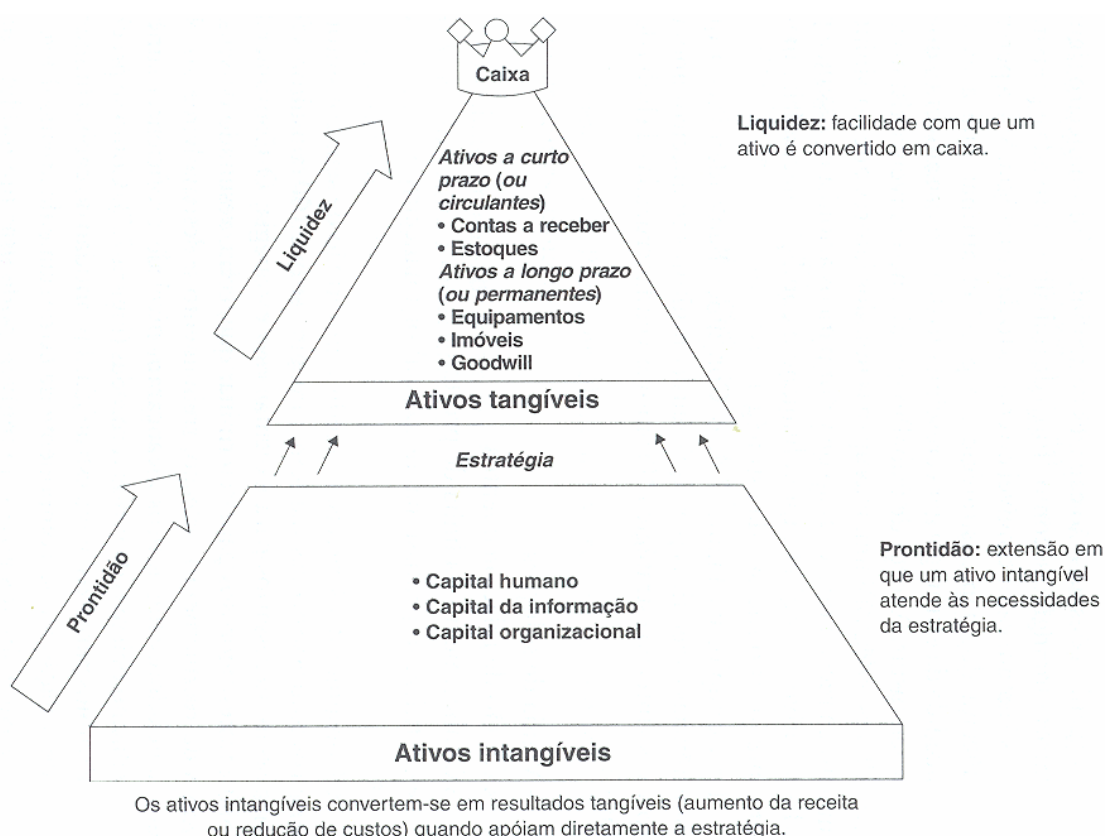 Caixa
Liquidez: facilidade com que um
ativo é convertido em caixa.
Liquidez
Ativos a curto
prazo (ou
circulantes)
• Contas a receber
• Estoques
Ativos a longo prazo
(ou permanentes)
• Equipamentos
• Imóveis
• Goodwill
Ativos tangíveis
Estratégia
Prontidão
Prontidão: extensão em
que um ativo intangível
atende às necessidades
da estratégia.
• Capital humano
• Capital da informação
• Capital organizacional
Ativos intangíveis
Os ativos intangíveis convertem-se em resultados tangíveis (aumento da receita
ou redução de custos) quando apóiam diretamente a estratégia.